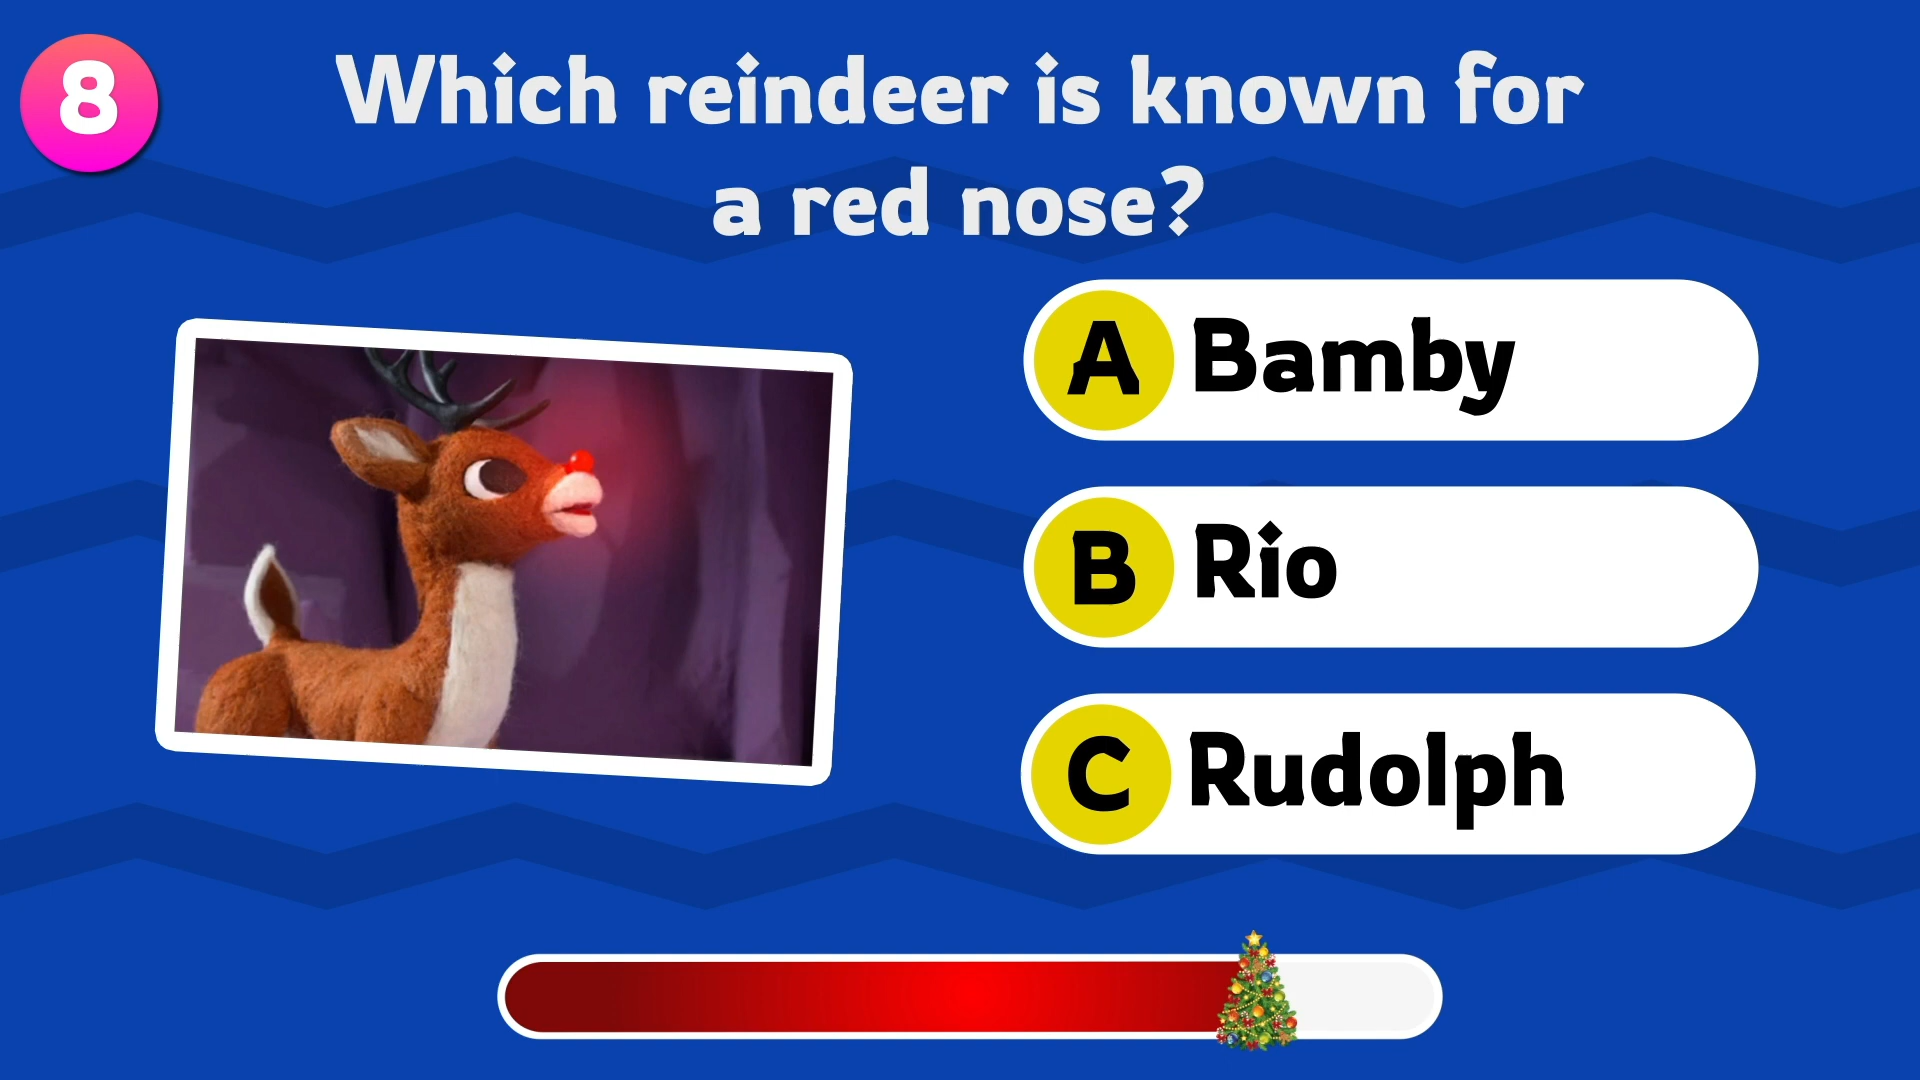 8
Which reindeer is known for
a red nose?
A Bamby
B Rio
C Rudolph